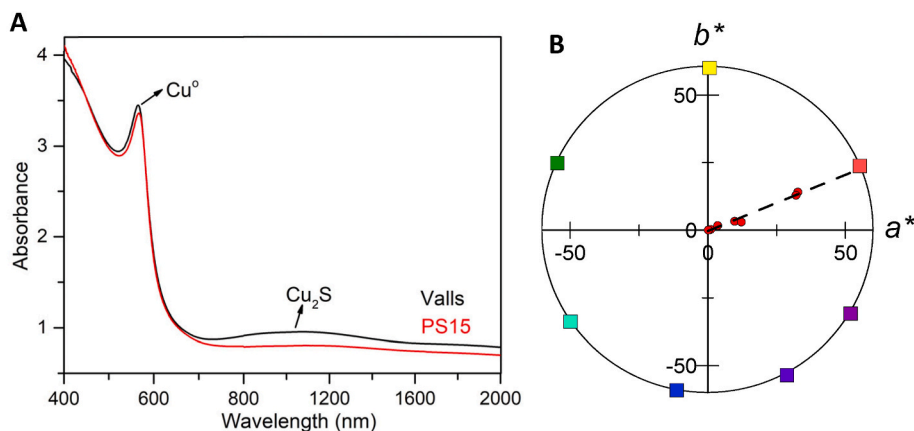 A
4
3
2
1
Absorbance
Cu⁰
Cu₂S
Valls
PS15
400 600 800 1200 1600 2000
Wavelength (nm)
B
b*
50
0
-50
-50 0 50
a*